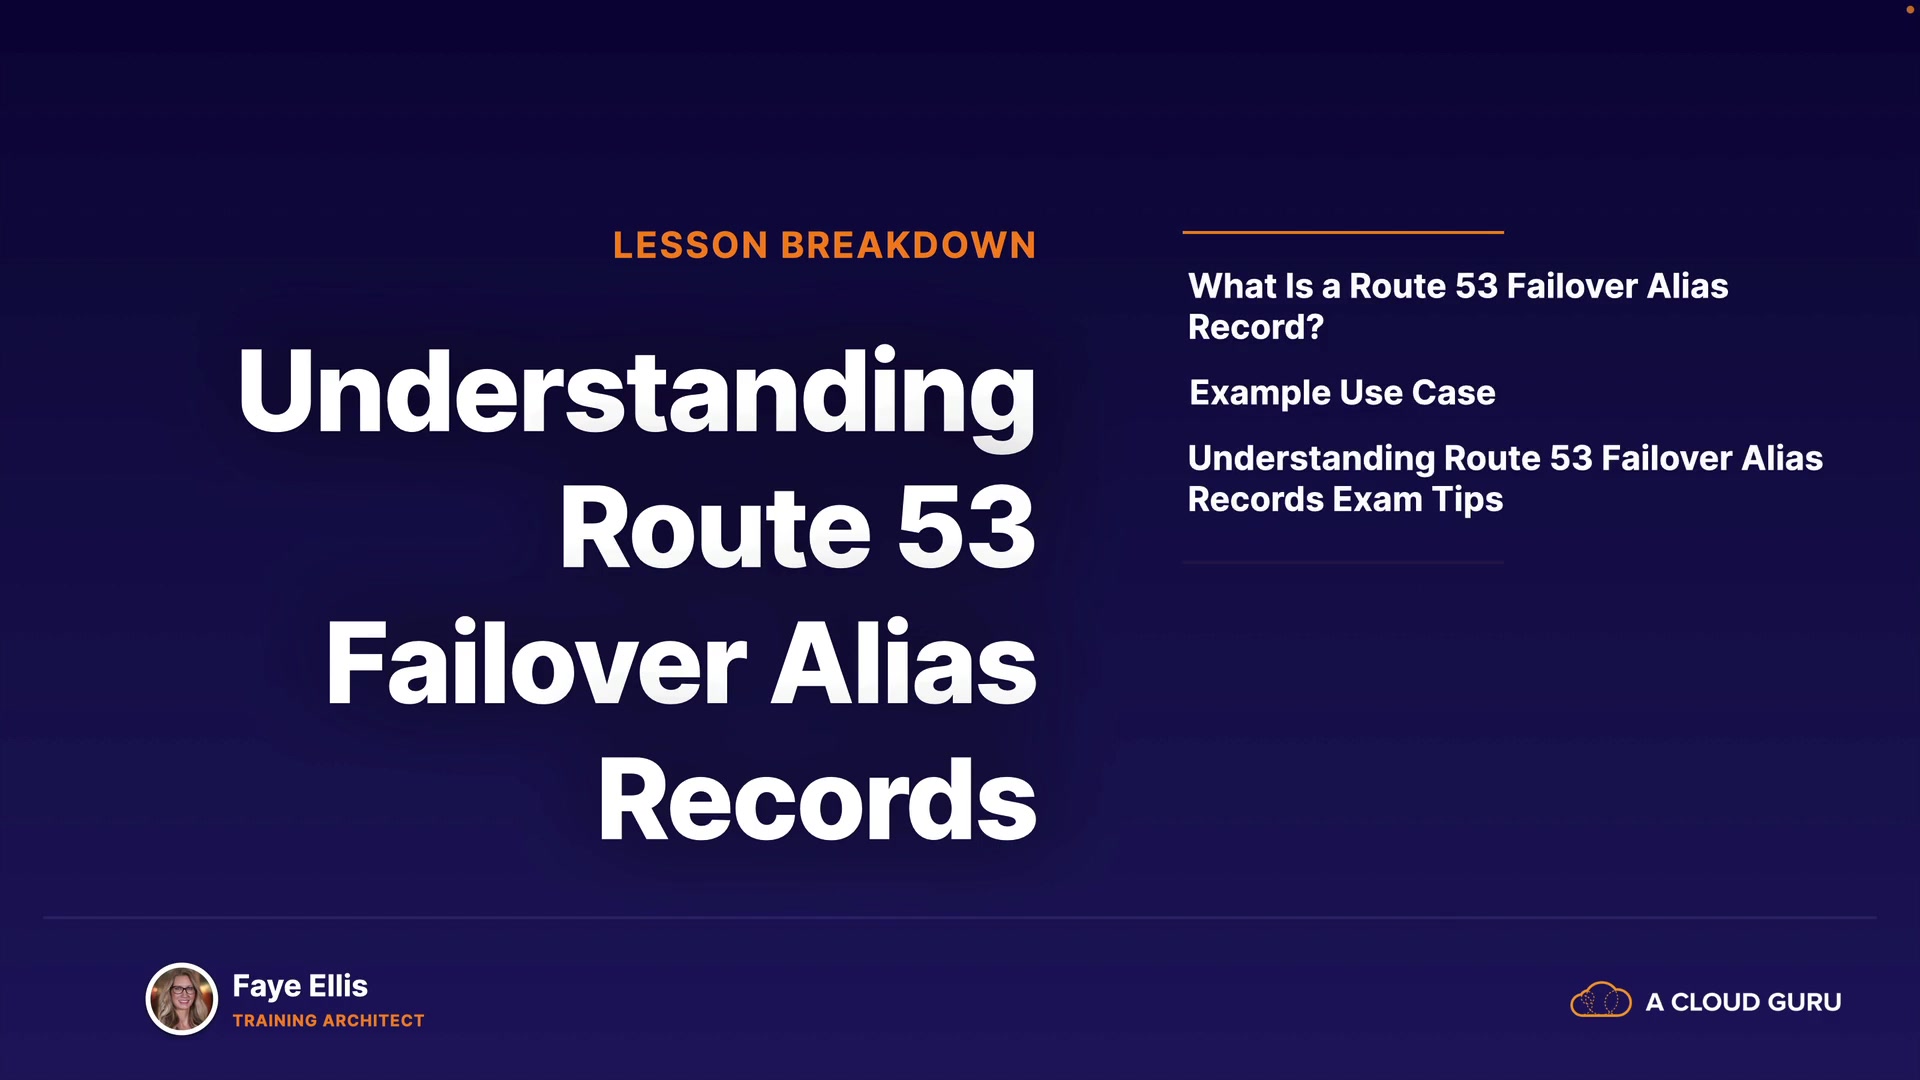 LESSON BREAKDOWN
Understanding
Route 53
Failover Alias
Records
What Is a Route 53 Failover Alias
Record?
Example Use Case
Understanding Route 53 Failover Alias
Records Exam Tips
Faye Ellis
TRAINING ARCHITECT
A CLOUD GURU